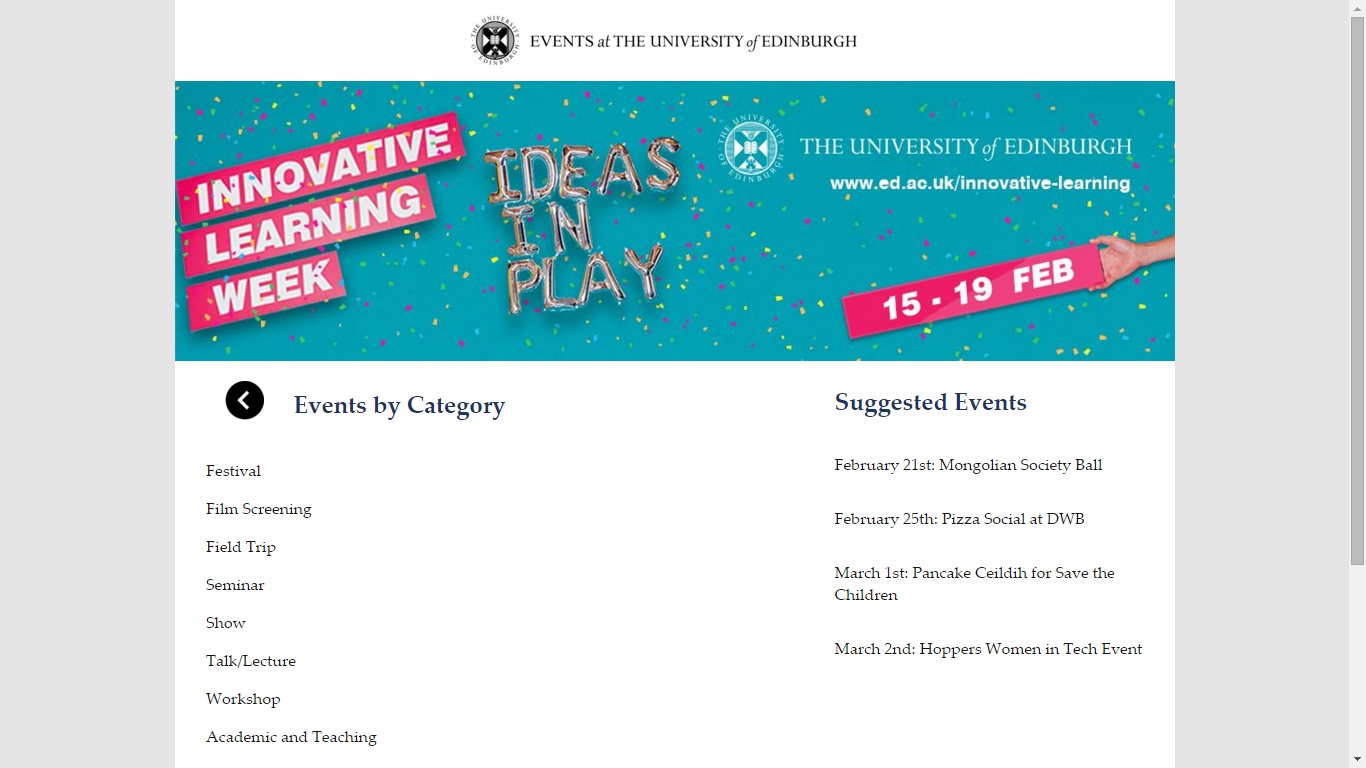 EVENTS at THE UNIVERSITY of EDINBURGH
THE UNIVERSITY OF EDINBURGH
INNOVATIVE
LEARNING
WEEK
IDEAS
IN
PLAY
THE UNIVERSITY OF EDINBURGH
THE UNIVERSITY of EDINBURGH
www.ed.ac.uk/innovative-learning
15 - 19 FEB
Events by Category
Festival
Film Screening
Field Trip
Seminar
Show
Talk/Lecture
Workshop
Academic and Teaching
Suggested Events
February 21st: Mongolian Society Ball
February 25th: Pizza Social at DWB
March 1st: Pancake Ceildih for Save the
Children
March 2nd: Hoppers Women in Tech Event